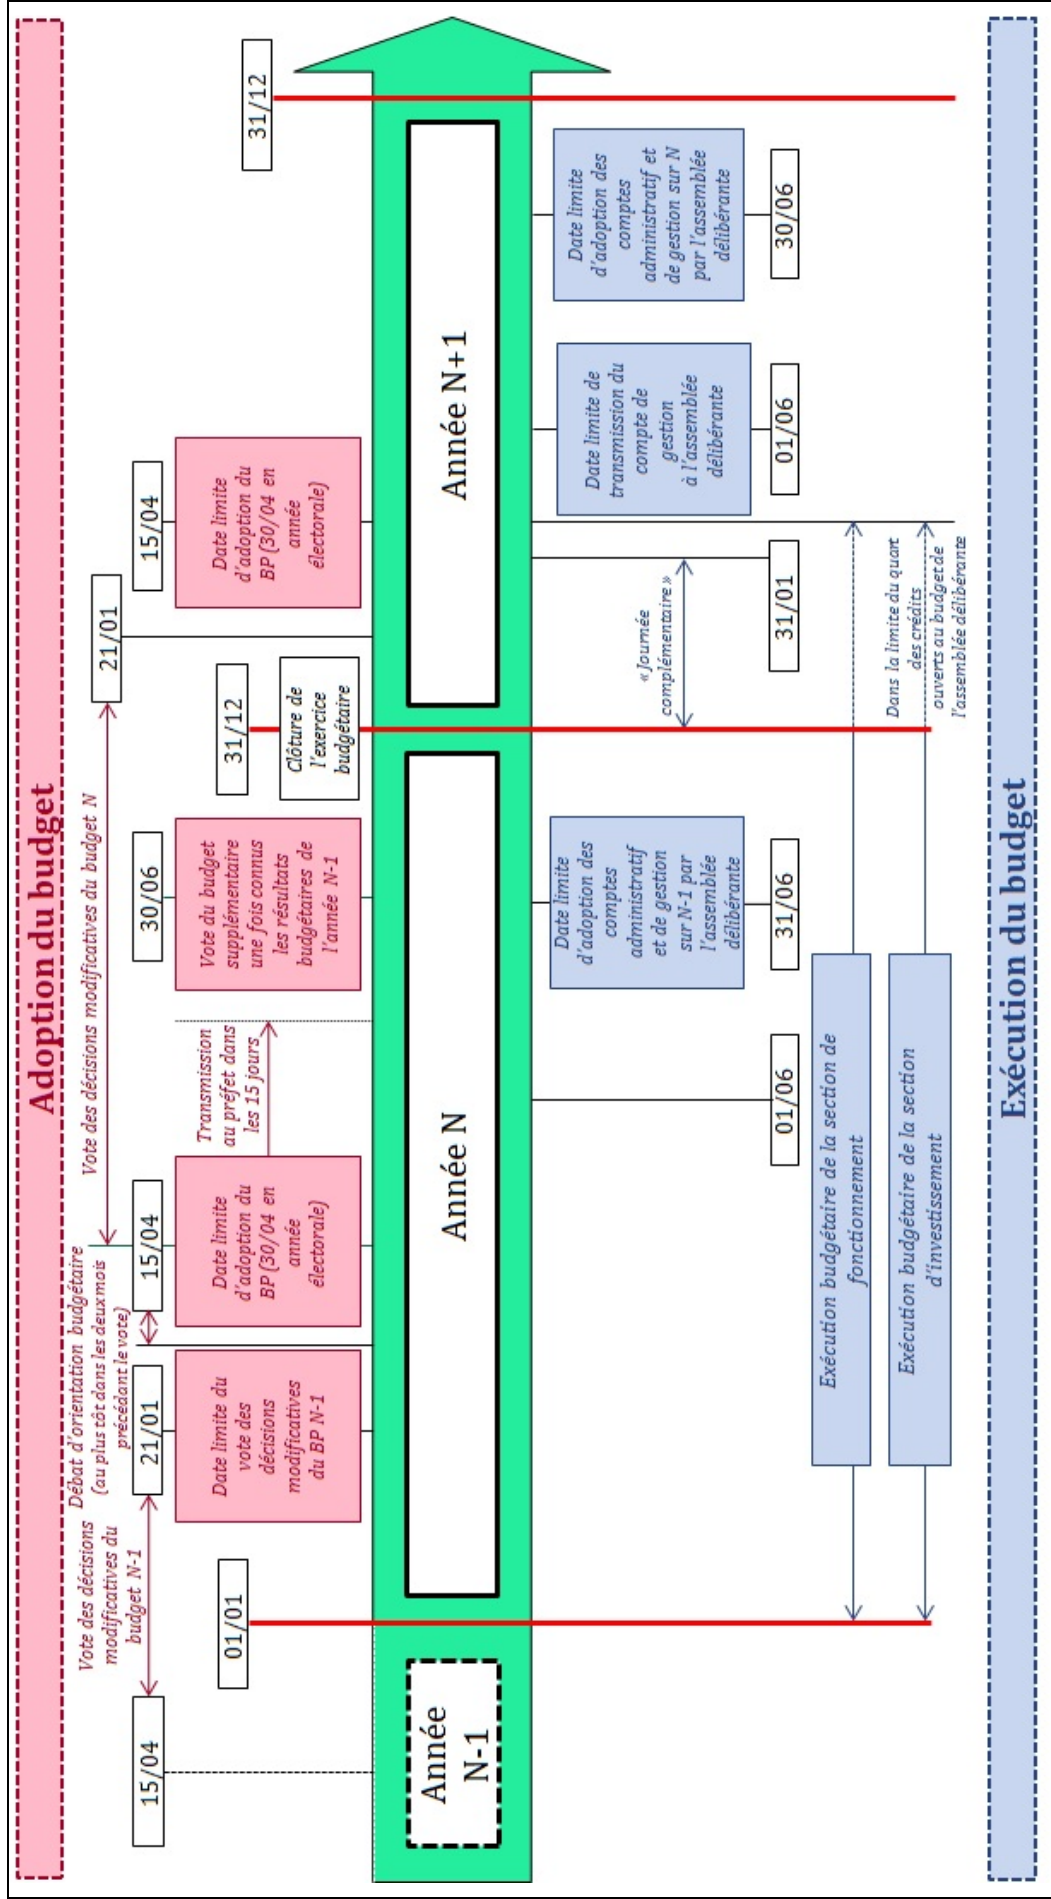 Adoption du budget
Vote des décisions
modificatives du
budget N-1
Débat d'orientation budgétaire
(au plus tôt dans les deux mois
précédant le vote)
Vote des décisions modificatives du budget N
15/04
01/01
21/01
Date limite du
vote des
décisions
modificatives
du BP N-1
15/04
Date limite
d'adoption du
BP (30/04 en
année
électorale)
Transmission
au préfet dans
les 15 jours
30/06
Vote du budget
supplémentaire
une fois connus
les résultats
budgétaires de
l'année N-1
31/12
Clôture de
l'exercice
budgétaire
21/01
15/04
Date limite
d'adoption du
BP (30/04 en
année
électorale)
31/12
Année
N-1
Année N
Année N+1
01/06
Date limite
d'adoption des
comptes
administratif
et de gestion
sur N-1 par
l'assemblée
délibérante
31/06
« Journée
complémentaire »
31/01
Date limite de
transmission du
compte de
gestion
à l'assemblée
délibérante
01/06
Date limite
d'adoption des
comptes
administratif et
de gestion sur N
par l'assemblée
délibérante
30/06
Exécution budgétaire de la section de
fonctionnement
Exécution budgétaire de la section
d'investissement
Dans la limite du quart
des crédits
ouverts au budget de
l'assemblée délibérante
Exécution du budget